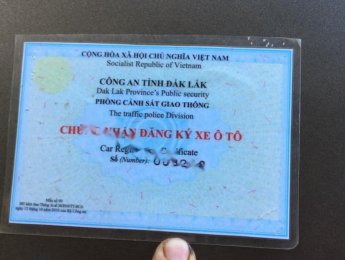 CỘNG HÒA XÃ HỘI CHỦ NGHĨA VIỆT NAM
Socialist Republic of Vietnam
CÔNG AN TỈNH ĐẮK LẮK
Dak Lak Province's Public security
PHÒNG CẢNH SÁT GIAO THÔNG
The traffic police Division
NHẬN ĐĂNG KÝ XE Ô TÔ
Car
Số (Number):